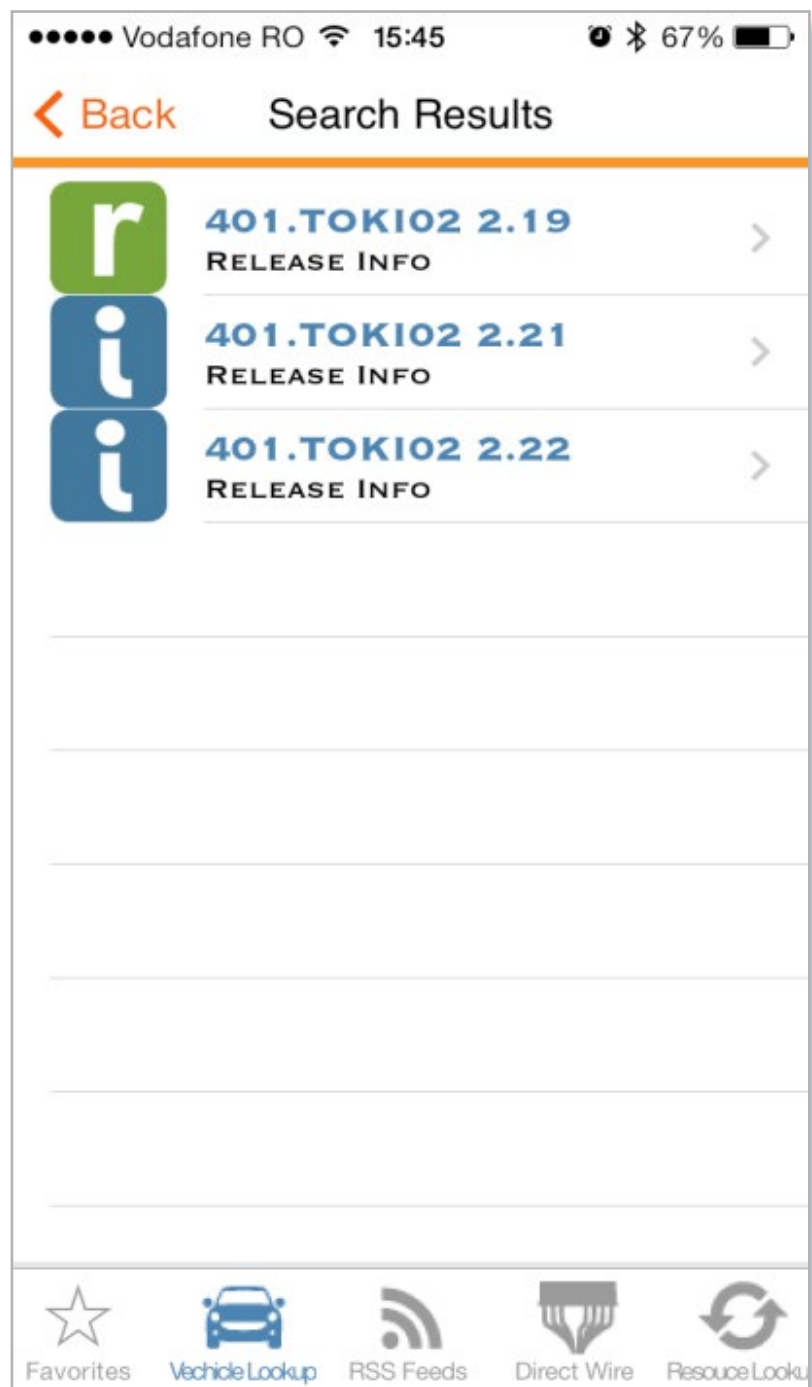 Vodafone RO 15:45 67%
Back Search Results
r 401.TOKI02 2.19
RELEASE INFO
i 401.TOKI02 2.21
RELEASE INFO
i 401.TOKI02 2.22
RELEASE INFO
Favorites Vechicle Lookup RSS Feeds Direct Wire Resouce Looku